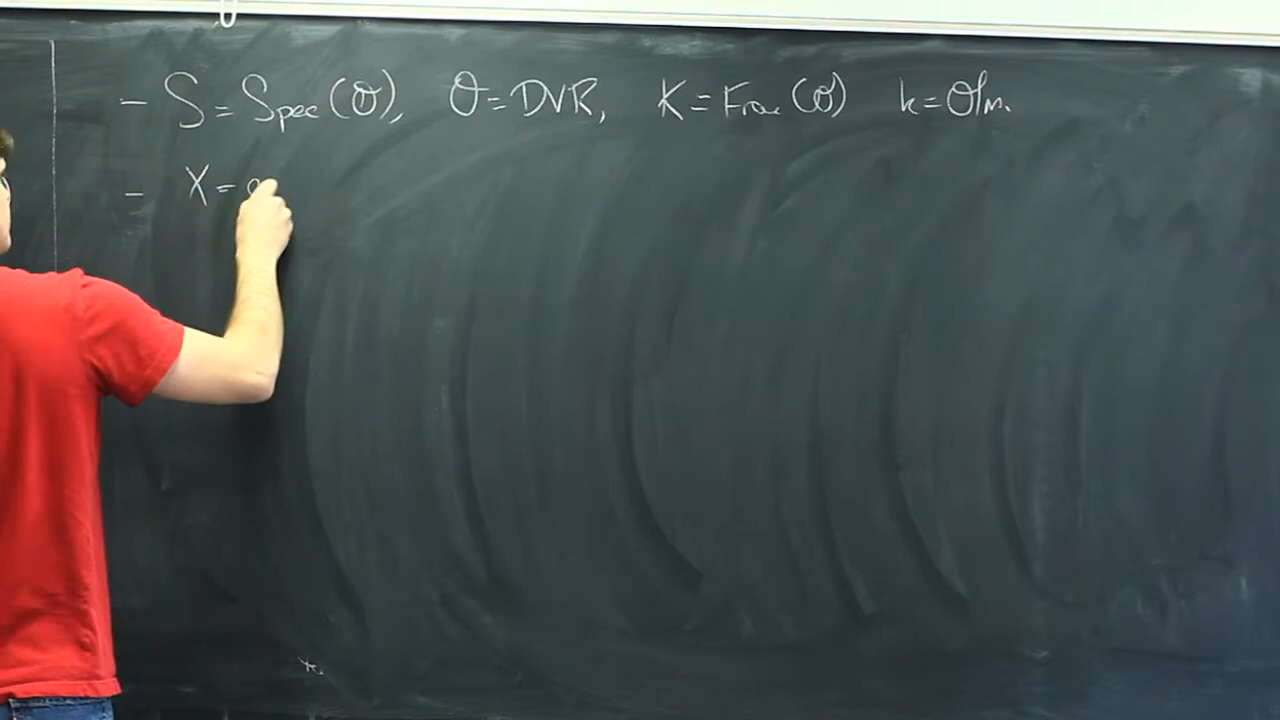 - S = Spec(O), O = DVR, K = Frac(O) k = O/m.
- X =